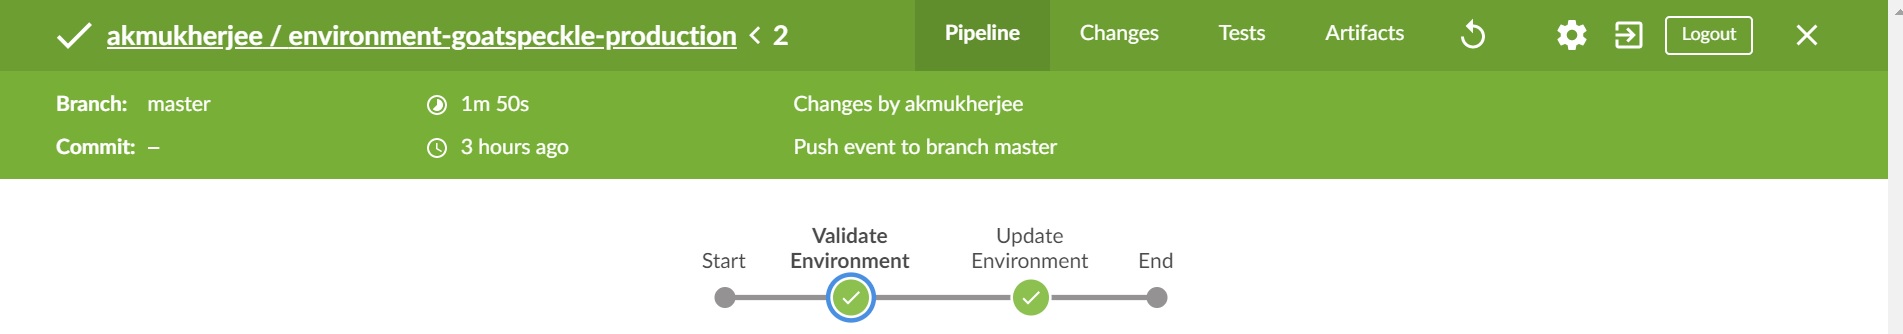 akmukherjee / environment-goatspeckle-production < 2 Pipeline Changes Tests Artifacts Logout
Branch: master 1m 50s Changes by akmukherjee
Commit: – 3 hours ago Push event to branch master
Validate Update
Start Environment Environment End